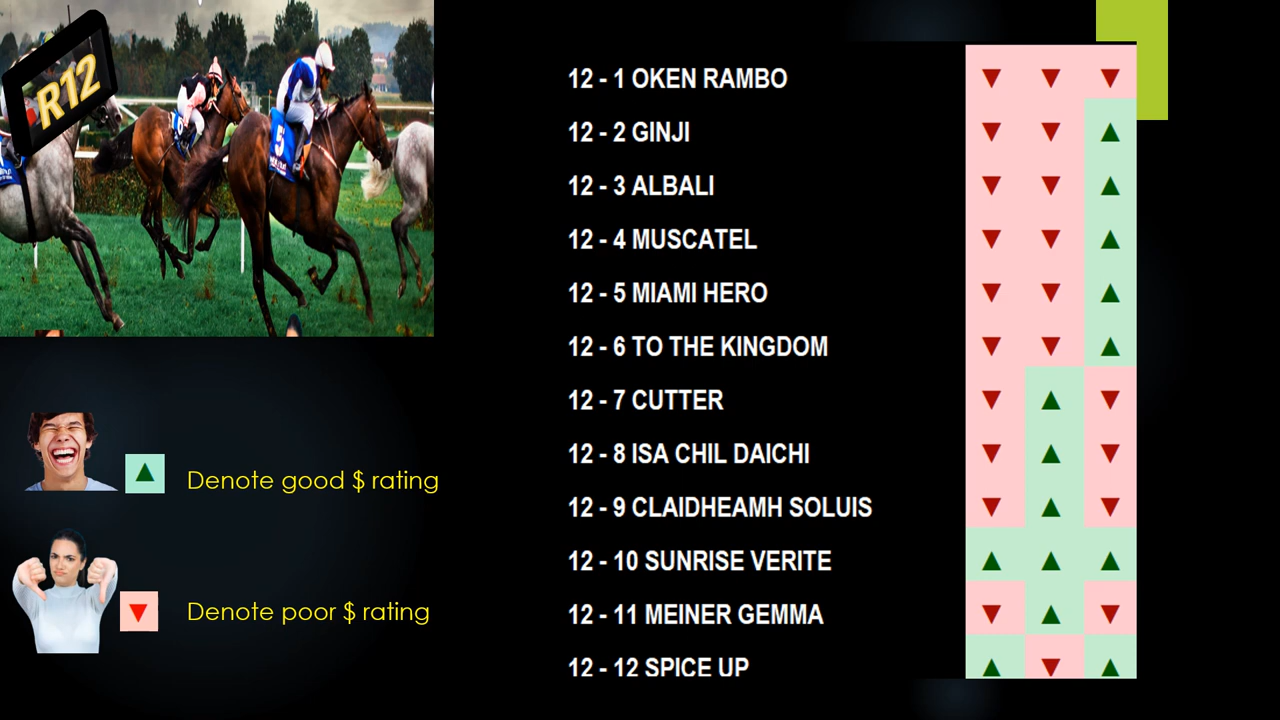 R12
6
5
12 - 1 OKEN RAMBO
12 - 2 GINJI
12 - 3 ALBALI
12 - 4 MUSCATEL
12 - 5 MIAMI HERO
12 - 6 TO THE KINGDOM
12 - 7 CUTTER
12 - 8 ISA CHIL DAICHI
12 - 9 CLAIDHEAMH SOLUIS
12 - 10 SUNRISE VERITE
12 - 11 MEINER GEMMA
12 - 12 SPICE UP
Denote good $ rating
Denote poor $ rating